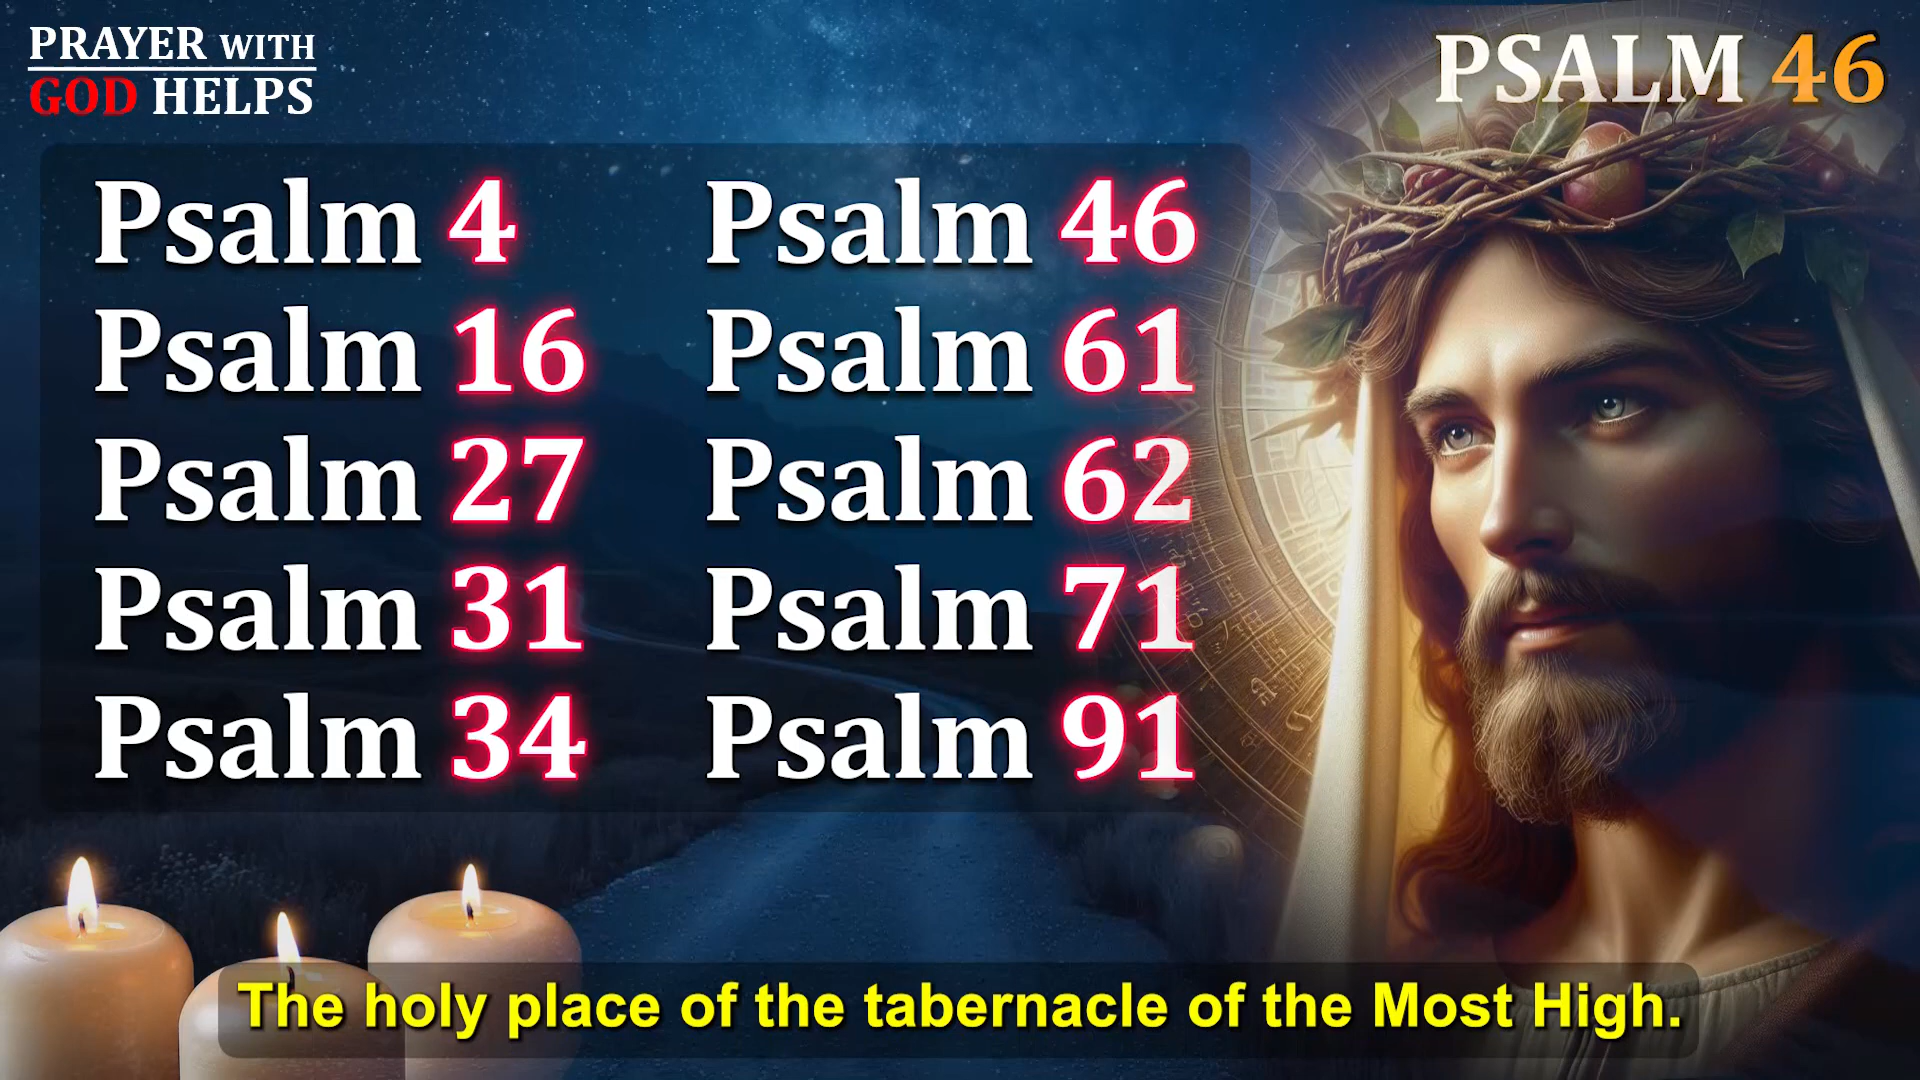 PRAYER WITH
GOD HELPS
PSALM 46
Psalm 4
Psalm 16
Psalm 27
Psalm 31
Psalm 34
Psalm 46
Psalm 61
Psalm 62
Psalm 71
Psalm 91
The holy place of the tabernacle of the Most High.